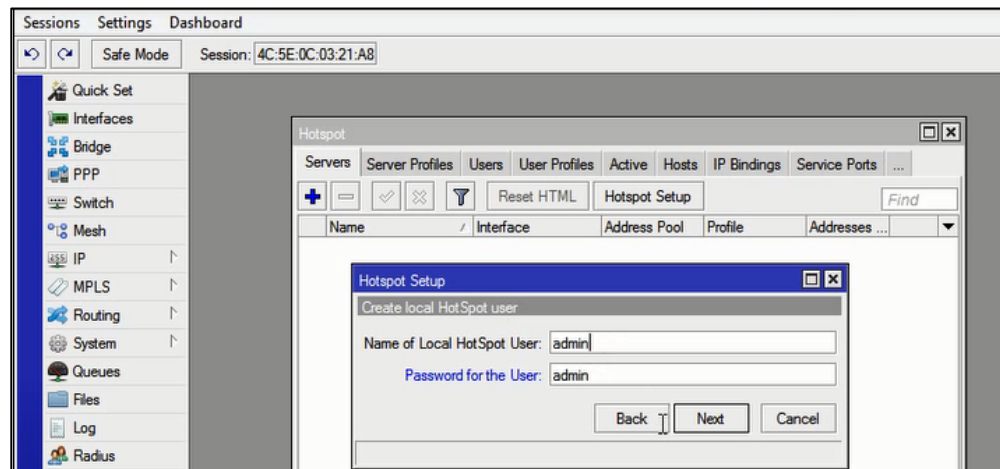 Sessions Settings Dashboard
Safe Mode Session: 4C:5E:0C:03:21:A8
Quick Set
Interfaces
Bridge
PPP
Switch
Mesh
IP
MPLS
Routing
System
Queues
Files
Log
Radius
Hotspot
Servers Server Profiles Users User Profiles Active Hosts IP Bindings Service Ports ...
Reset HTML Hotspot Setup Find
Name / Interface Address Pool Profile Addresses ...
Hotspot Setup
Create local HotSpot user
Name of Local HotSpot User: admin
Password for the User: admin
Back Next Cancel